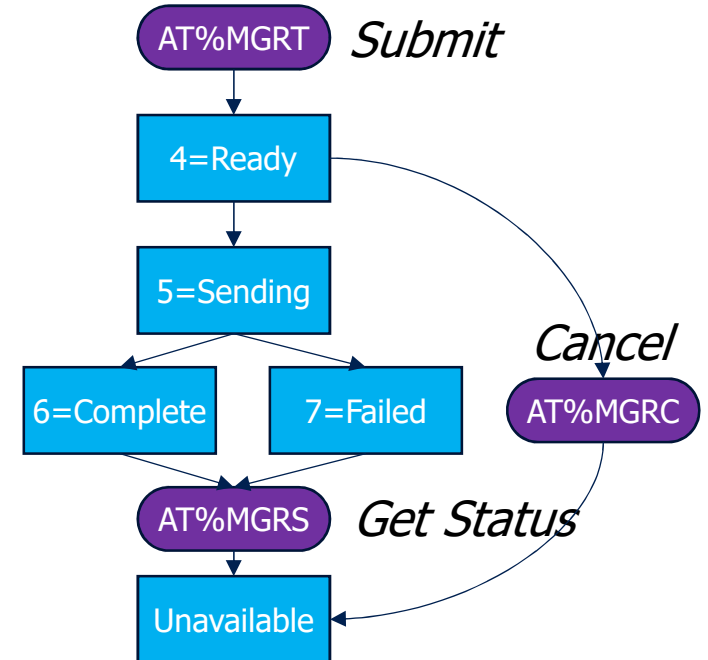 AT%MGRT
Submit
4=Ready
5=Sending
Cancel
6=Complete
7=Failed
AT%MGRC
AT%MGRS
Get Status
Unavailable